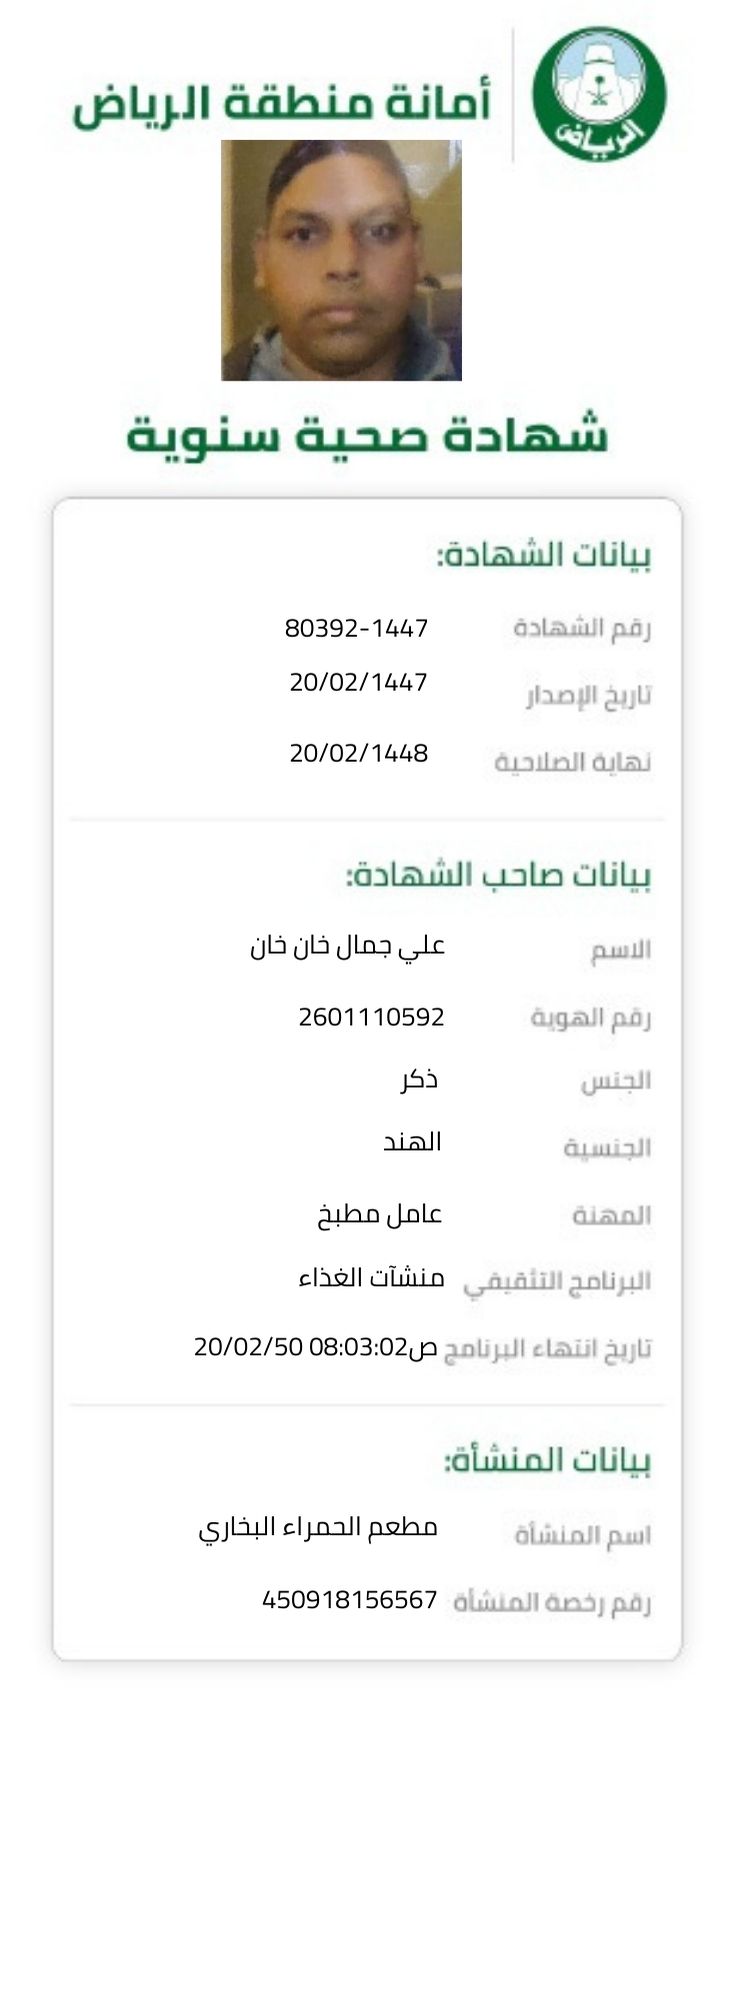 أمانة منطقة الرياض
الرياض
شهادة صحية سنوية
بيانات الشهادة:
رقم الشهادة 80392-1447
تاريخ الإصدار 20/02/1447
نهاية الصلاحية 20/02/1448
بيانات صاحب الشهادة:
الاسم علي جمال خان خان
رقم الهوية 2601110592
الجنس ذكر
الجنسية الهند
المهنة عامل مطبخ
البرنامج التثقيفي منشآت الغذاء
تاريخ انتهاء البرنامج ص08:03:02 20/02/50
بيانات المنشأة:
اسم المنشأة مطعم الحمراء البخاري
رقم رخصة المنشأة 450918156567